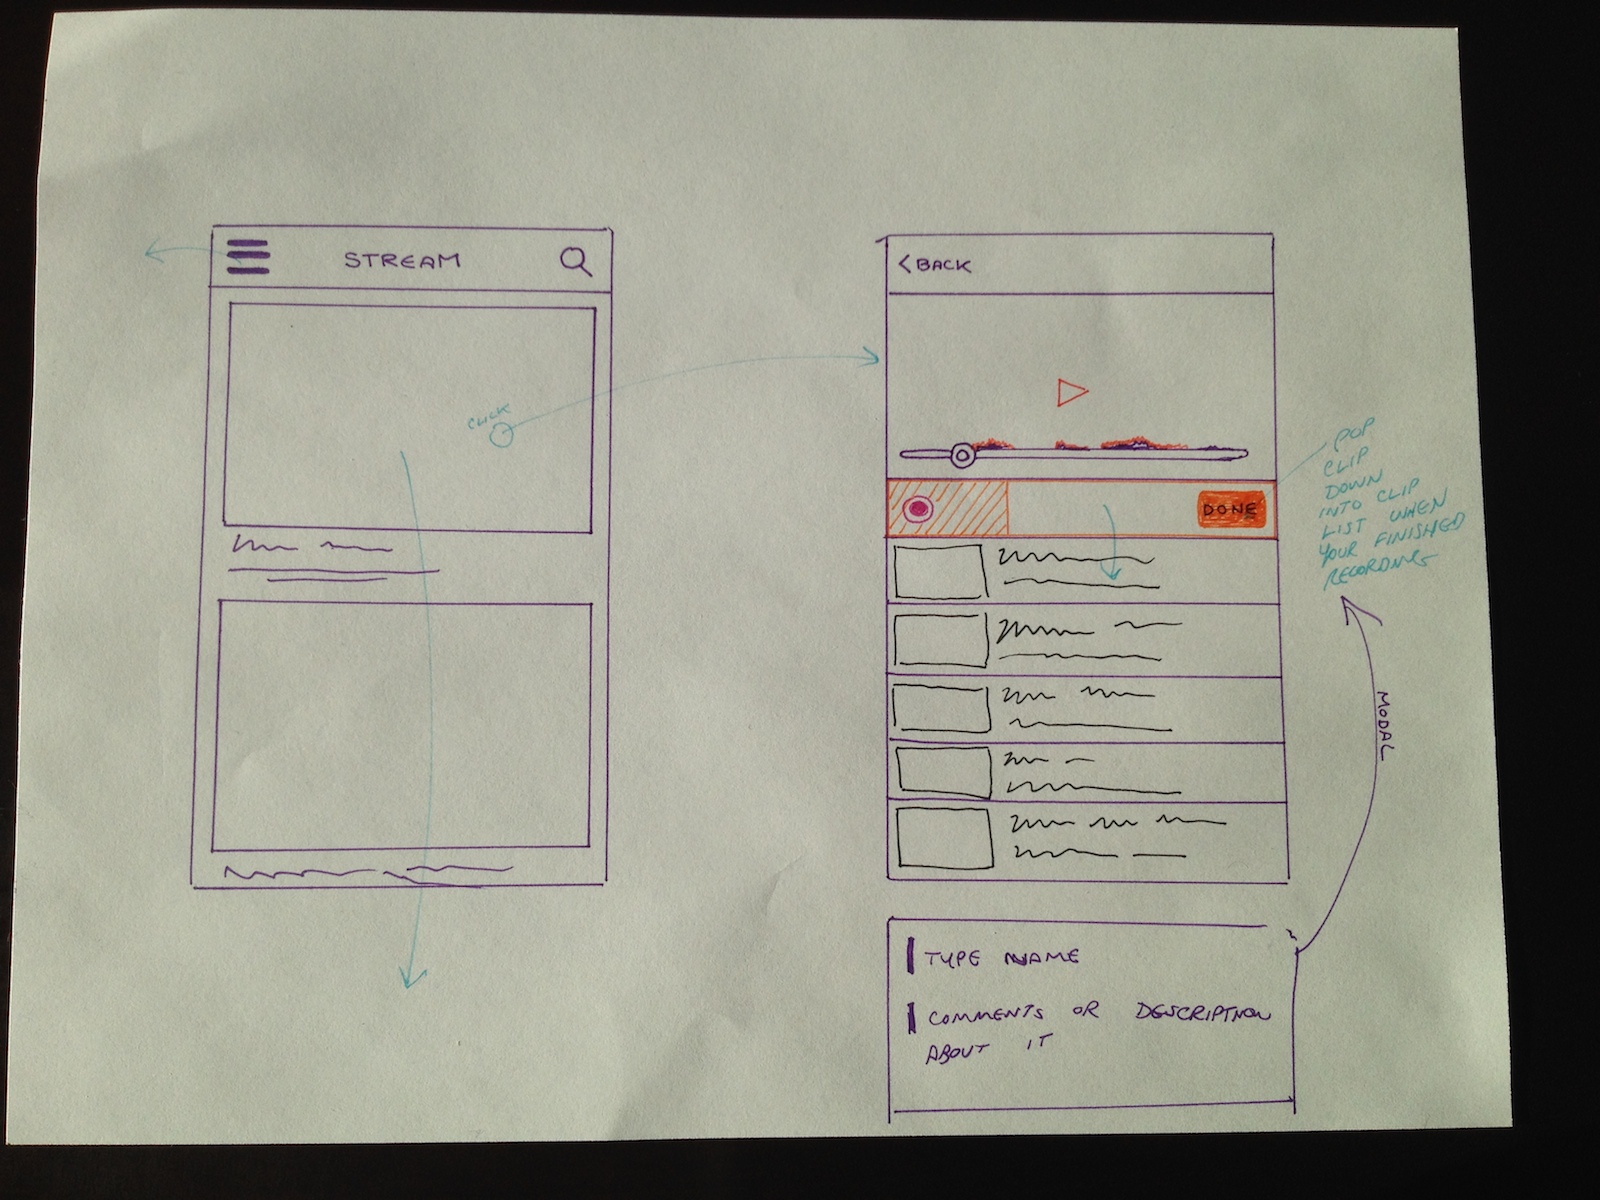 STREAM
CLICK
< BACK
DONE
POP
CLIP
DOWN
INTO CLIP
LIST WHEN
YOUR FINISHED
RECORDING
MODAL
TYPE NAME
COMMENTS OR DESCRIPTION
ABOUT IT